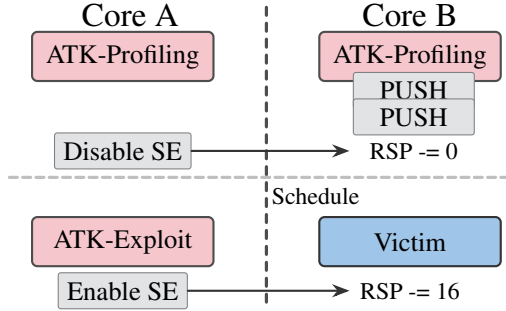 Core A
Core B
ATK-Profiling
ATK-Profiling
PUSH
PUSH
Disable SE
RSP -= 0
Schedule
ATK-Exploit
Victim
Enable SE
RSP -= 16